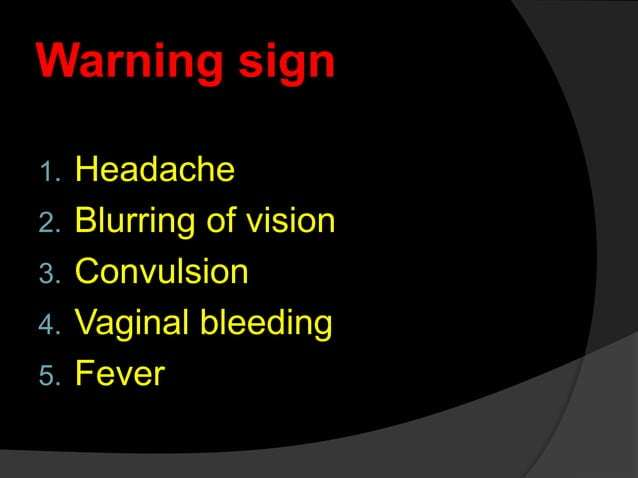 Warning sign
1. Headache
2. Blurring of vision
3. Convulsion
4. Vaginal bleeding
5. Fever